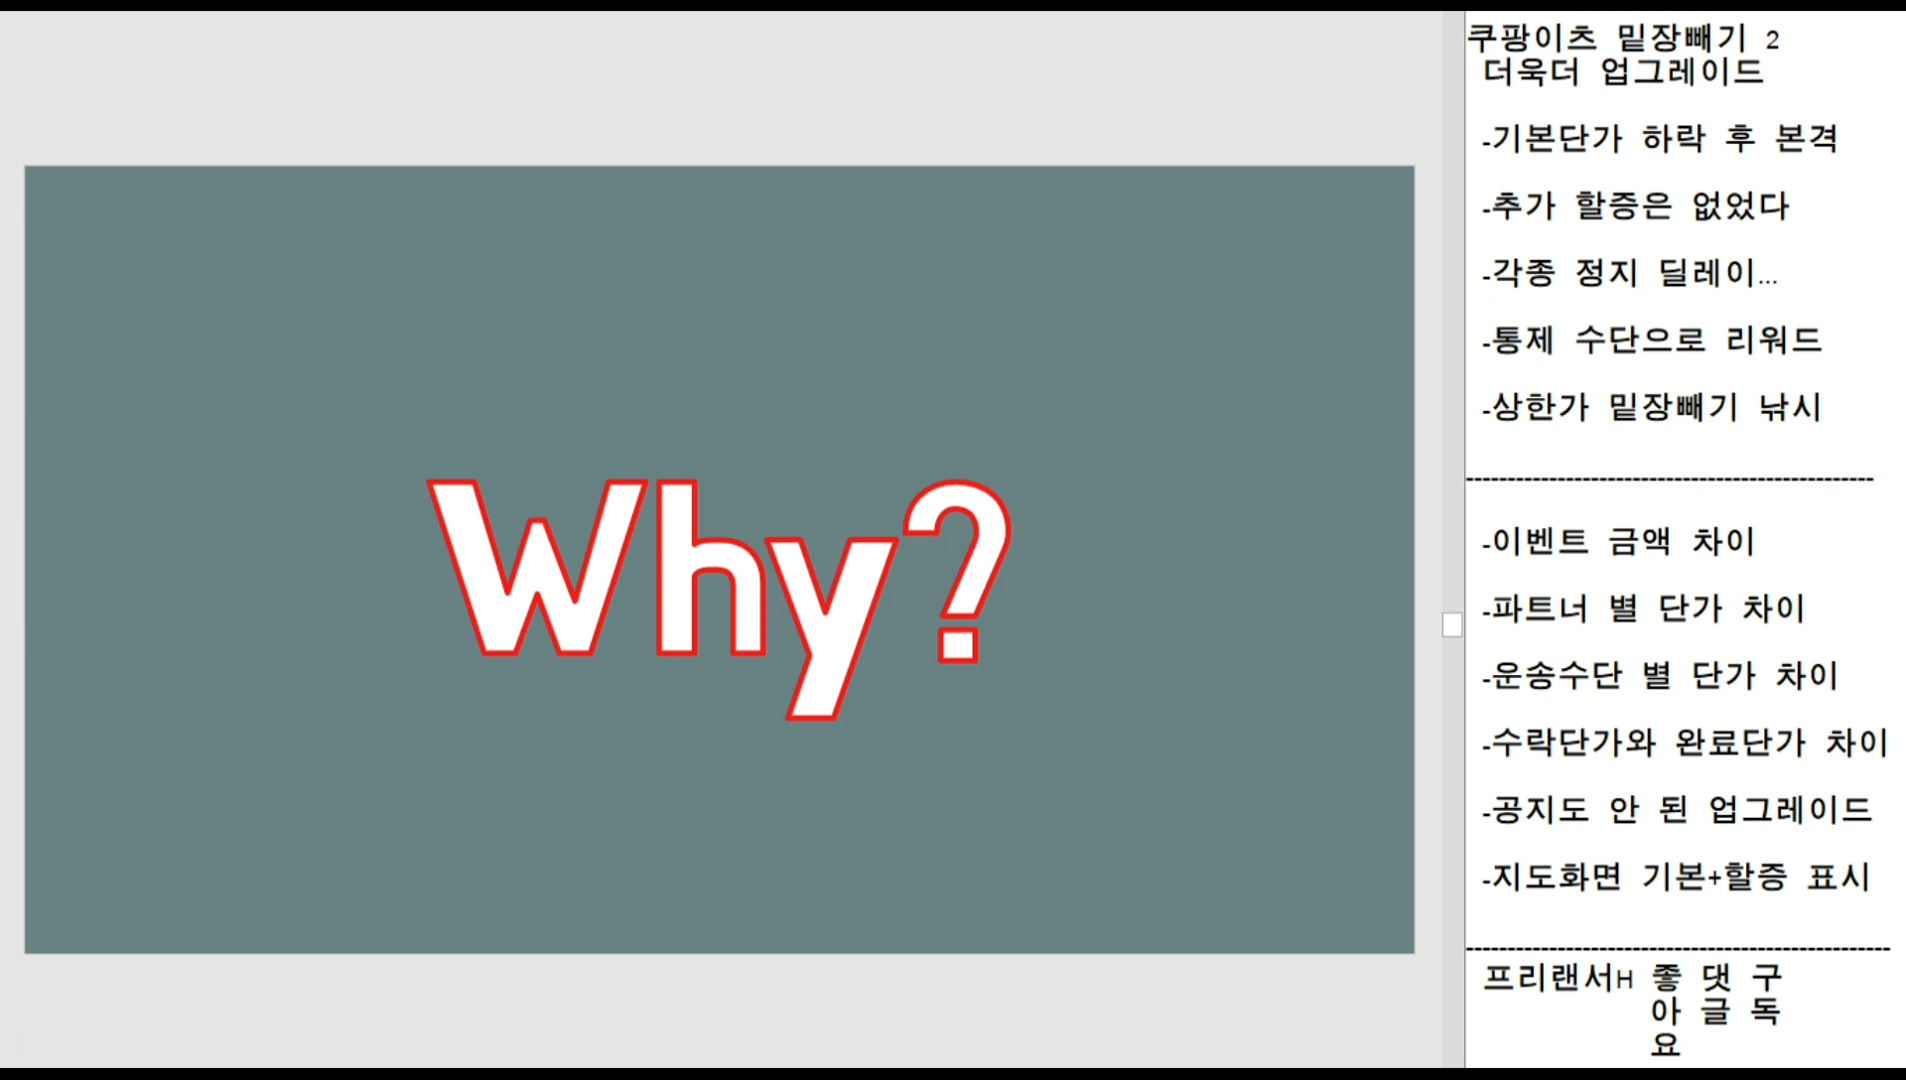 Why?
쿠팡이츠 밑장빼기 2
더욱더 업그레이드
-기본단가 하락 후 본격
-추가 할증은 없었다
-각종 정지 딜레이...
-통제 수단으로 리워드
-상한가 밑장빼기 낚시
-이벤트 금액 차이
-파트너 별 단가 차이
-운송수단 별 단가 차이
-수락단가와 완료단가 차이
-공지도 안 된 업그레이드
-지도화면 기본+할증 표시
프리랜서H 좋 댓 구
아 글 독
요